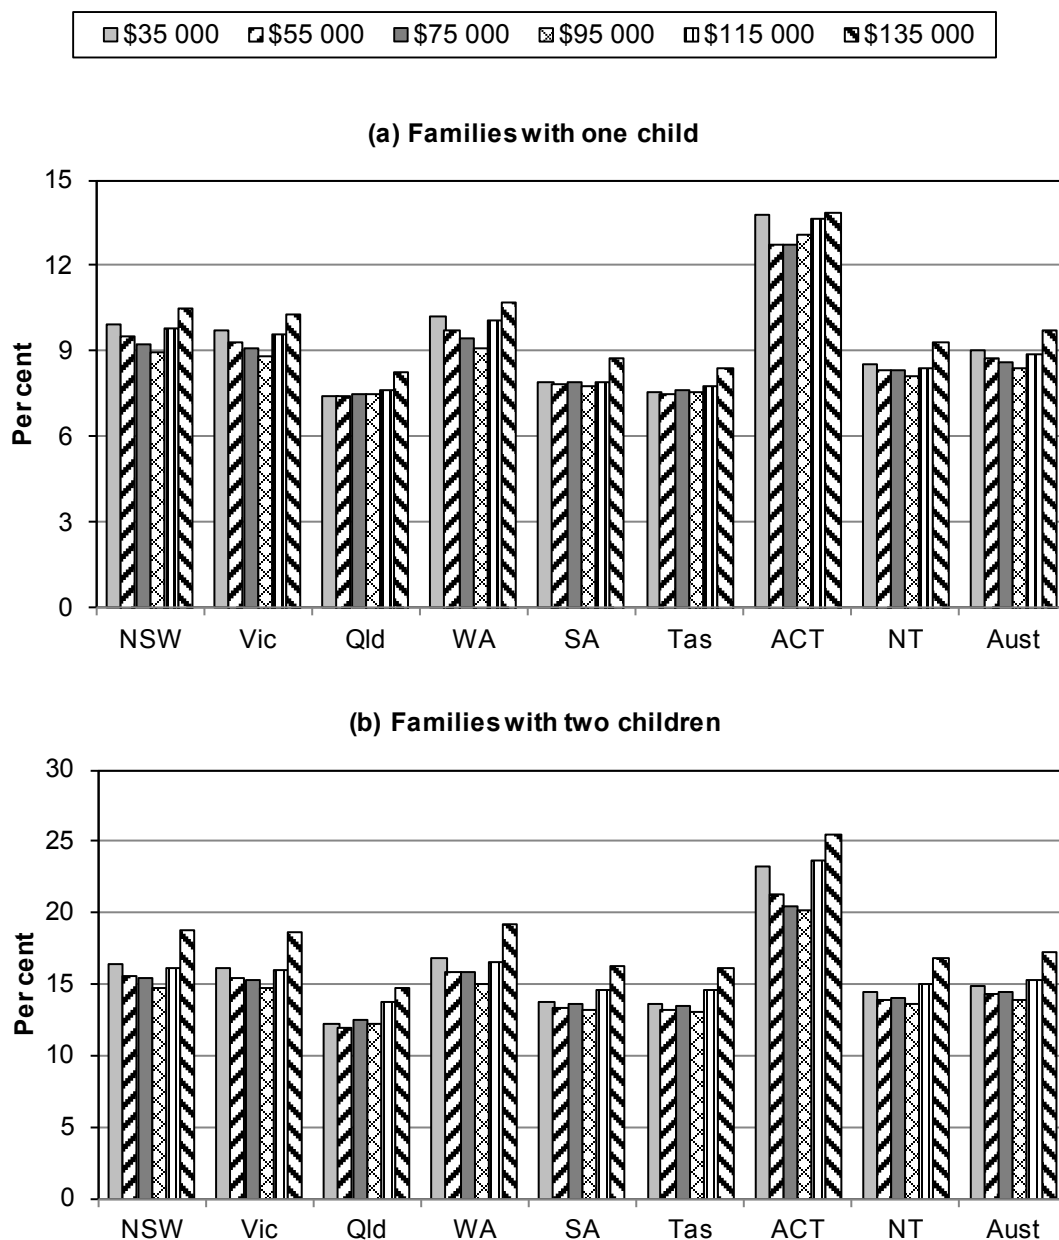 $35 000 $55 000 $75 000 $95 000 $115 000 $135 000
(a) Families with one child
15
12
9
6
3
0
Per cent
NSW Vic Qld WA SA Tas ACT NT Aust
(b) Families with two children
30
25
20
15
10
5
0
Per cent
NSW Vic Qld WA SA Tas ACT NT Aust